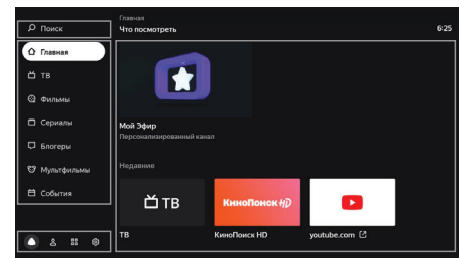 Поиск
Главная
ТВ
Фильмы
Сериалы
Блогеры
Мультфильмы
События
Главная
Что посмотреть
6:25
Мой Эфир
Персонализированный канал
Недавние
ТВ
КиноПоиск HD
ТВ
КиноПоиск HD
youtube.com